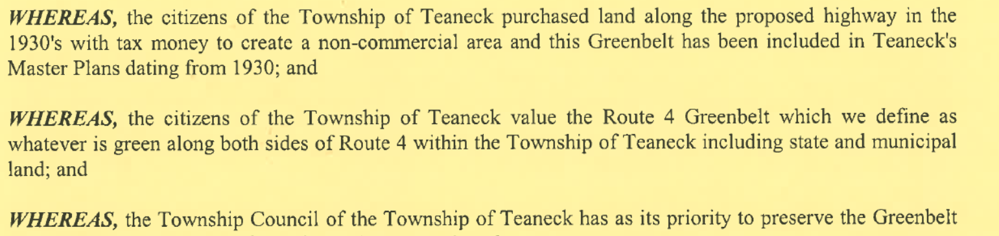 WHEREAS, the citizens of the Township of Teaneck purchased land along the proposed highway in the
1930's with tax money to create a non-commercial area and this Greenbelt has been included in Teaneck's
Master Plans dating from 1930; and
WHEREAS, the citizens of the Township of Teaneck value the Route 4 Greenbelt which we define as
whatever is green along both sides of Route 4 within the Township of Teaneck including state and municipal
land; and
WHEREAS, the Township Council of the Township of Teaneck has as its priority to preserve the Greenbelt